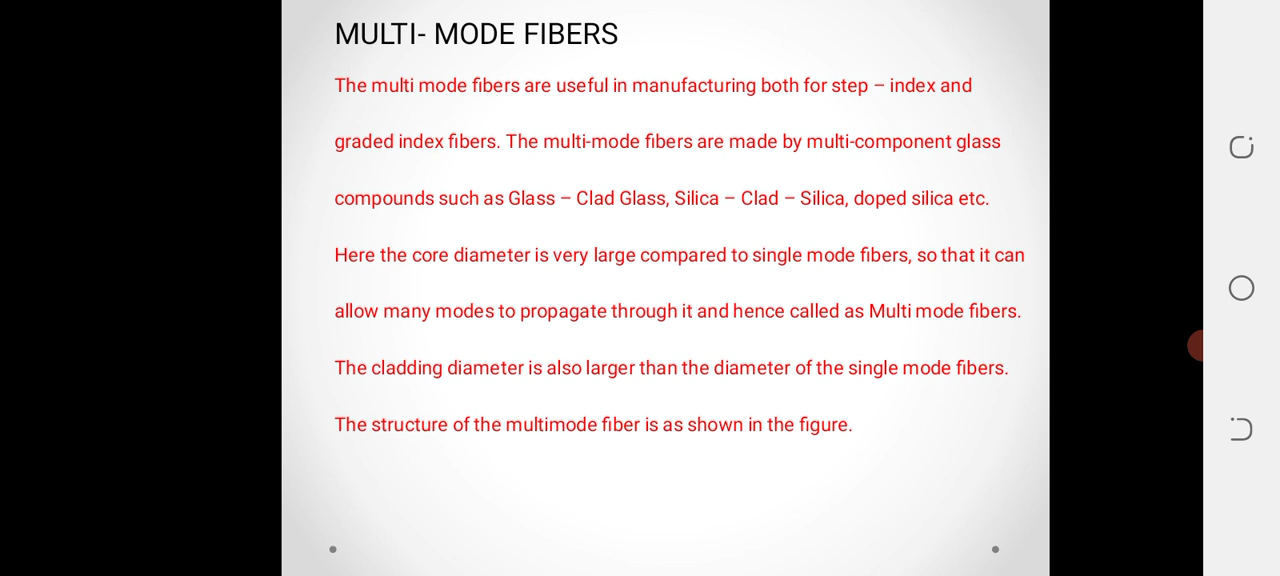 MULTI- MODE FIBERS
The multi mode fibers are useful in manufacturing both for step – index and
graded index fibers. The multi-mode fibers are made by multi-component glass
compounds such as Glass – Clad Glass, Silica – Clad – Silica, doped silica etc.
Here the core diameter is very large compared to single mode fibers, so that it can
allow many modes to propagate through it and hence called as Multi mode fibers.
The cladding diameter is also larger than the diameter of the single mode fibers.
The structure of the multimode fiber is as shown in the figure.